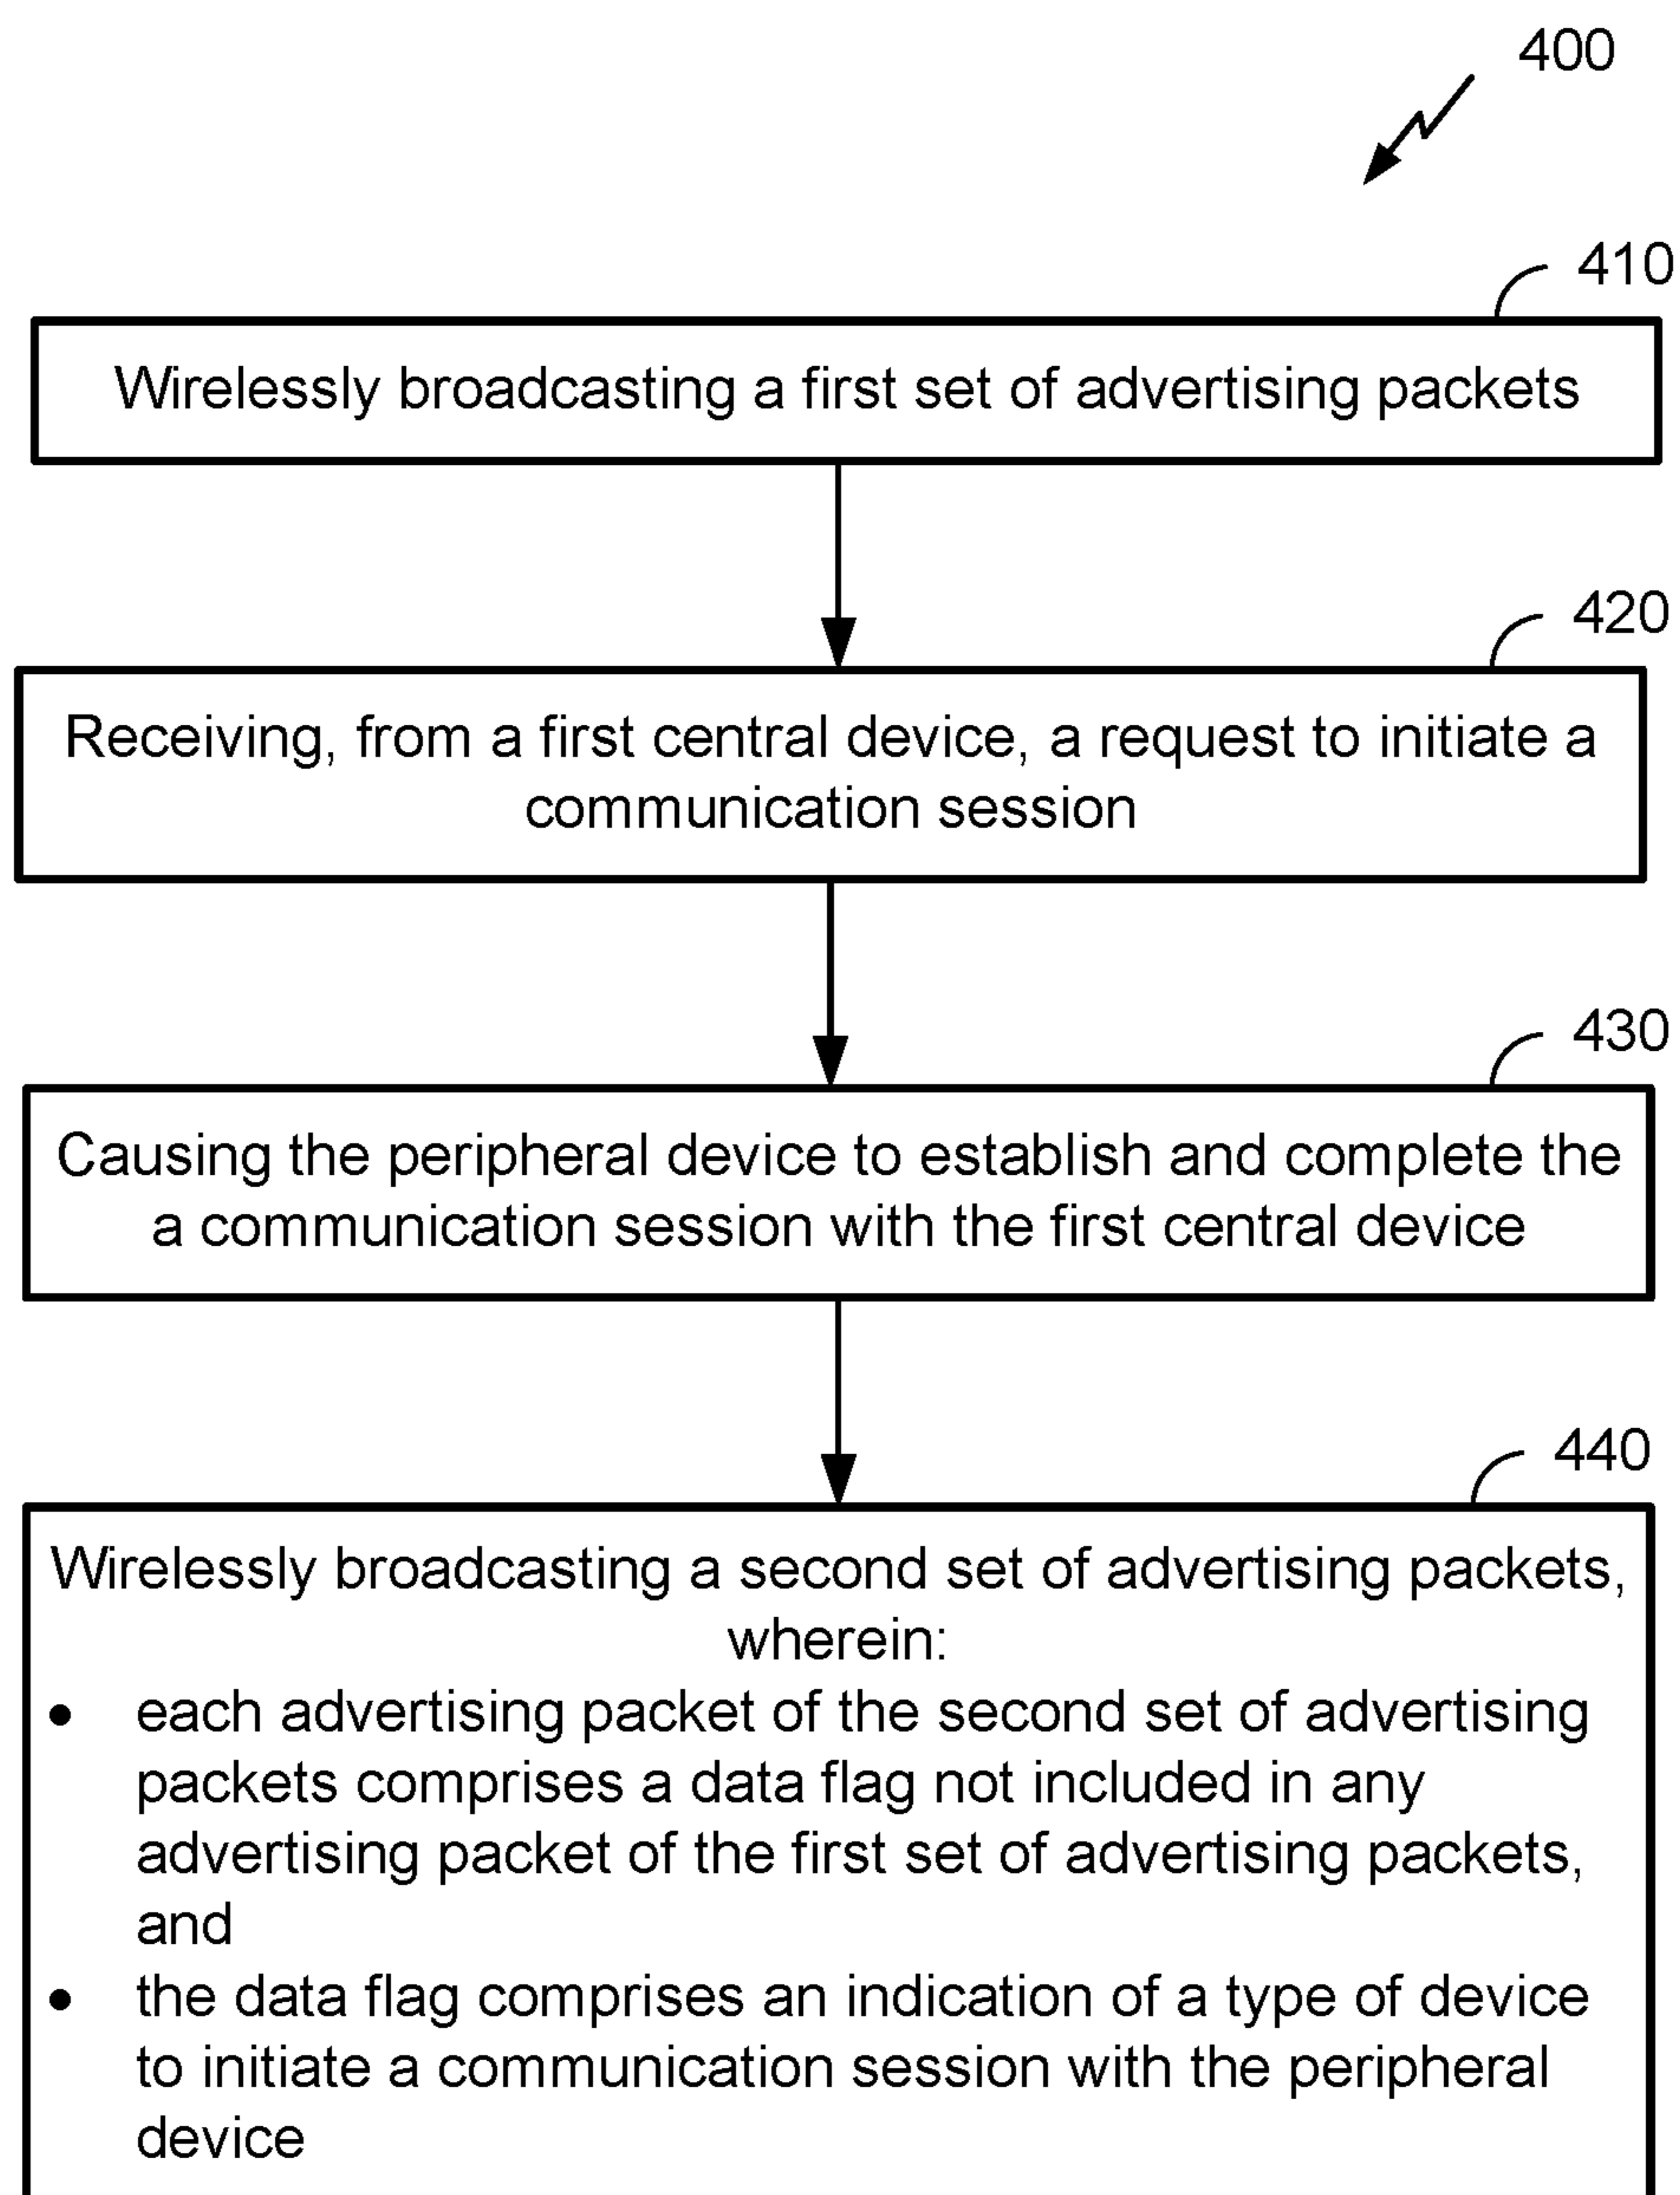 400
410
Wirelessly broadcasting a first set of advertising packets
420
Receiving, from a first central device, a request to initiate a
communication session
430
Causing the peripheral device to establish and complete the
a communication session with the first central device
440
Wirelessly broadcasting a second set of advertising packets,
wherein:
• each advertising packet of the second set of advertising
packets comprises a data flag not included in any
advertising packet of the first set of advertising packets,
and
• the data flag comprises an indication of a type of device
to initiate a communication session with the peripheral
device